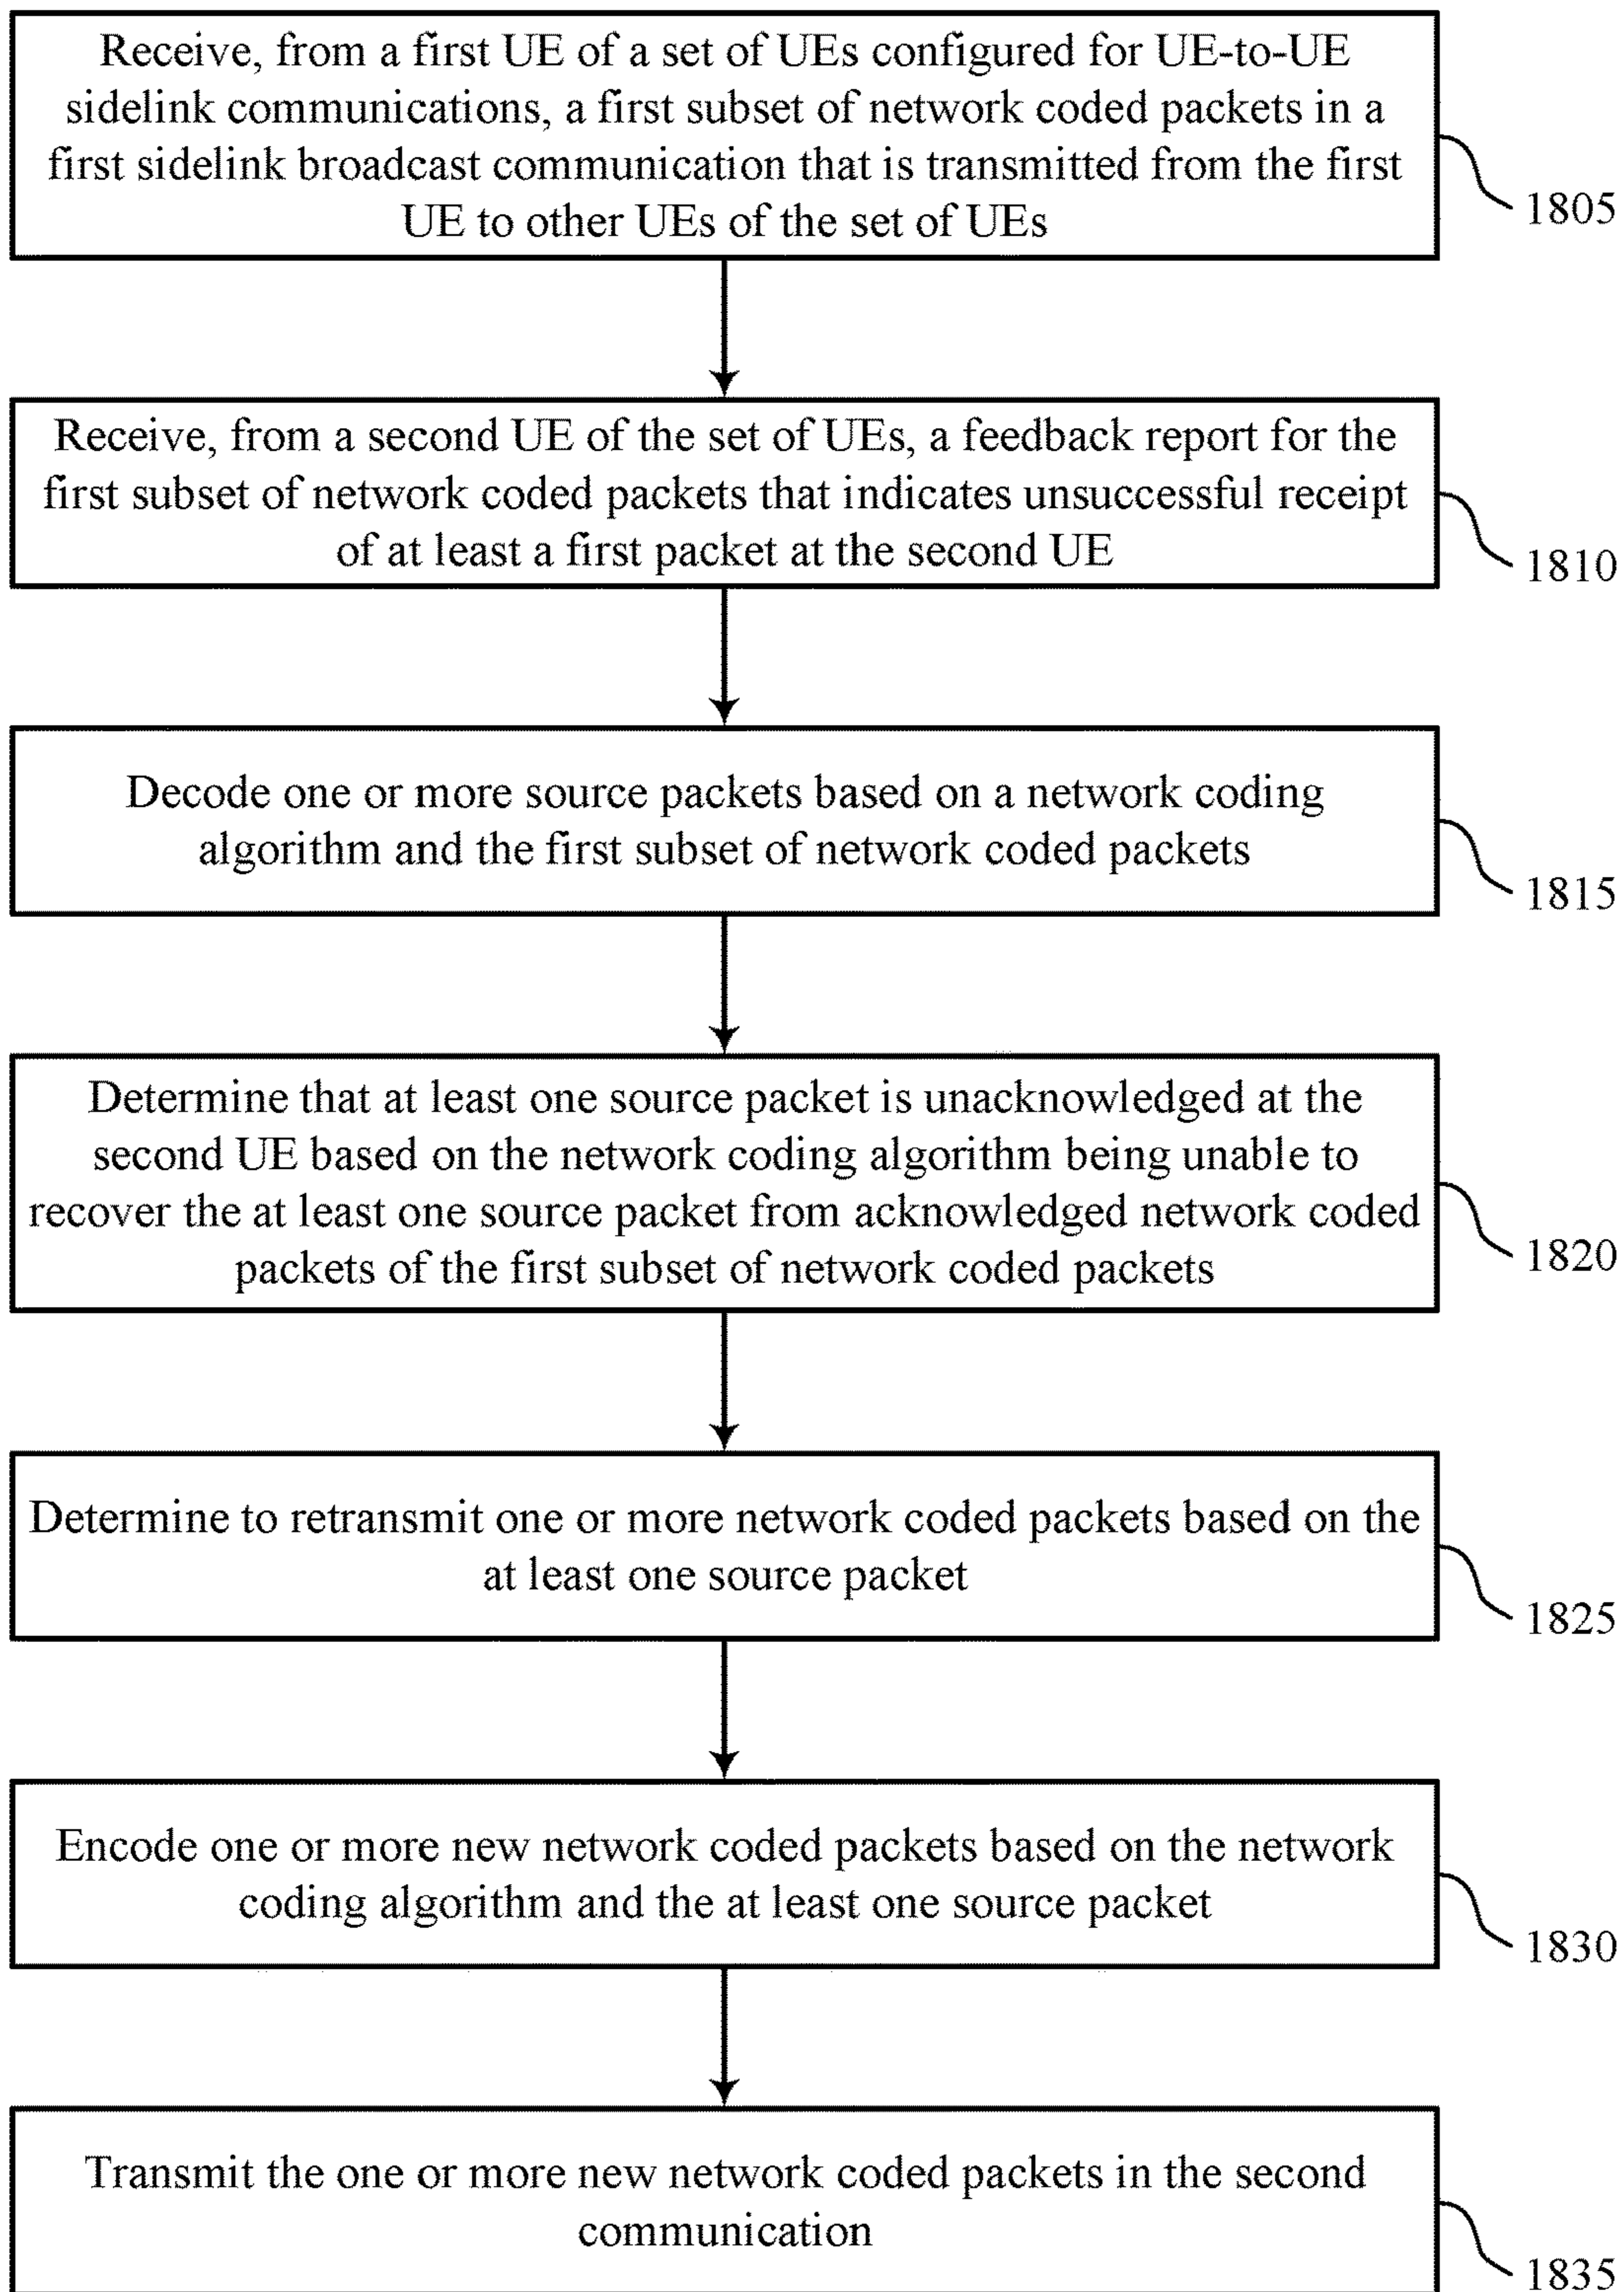 Receive, from a first UE of a set of UEs configured for UE-to-UE
sidelink communications, a first subset of network coded packets in a
first sidelink broadcast communication that is transmitted from the first
UE to other UEs of the set of UEs
1805
Receive, from a second UE of the set of UEs, a feedback report for the
first subset of network coded packets that indicates unsuccessful receipt
of at least a first packet at the second UE
1810
Decode one or more source packets based on a network coding
algorithm and the first subset of network coded packets
1815
Determine that at least one source packet is unacknowledged at the
second UE based on the network coding algorithm being unable to
recover the at least one source packet from acknowledged network coded
packets of the first subset of network coded packets
1820
Determine to retransmit one or more network coded packets based on the
at least one source packet
1825
Encode one or more new network coded packets based on the network
coding algorithm and the at least one source packet
1830
Transmit the one or more new network coded packets in the second
communication
1835